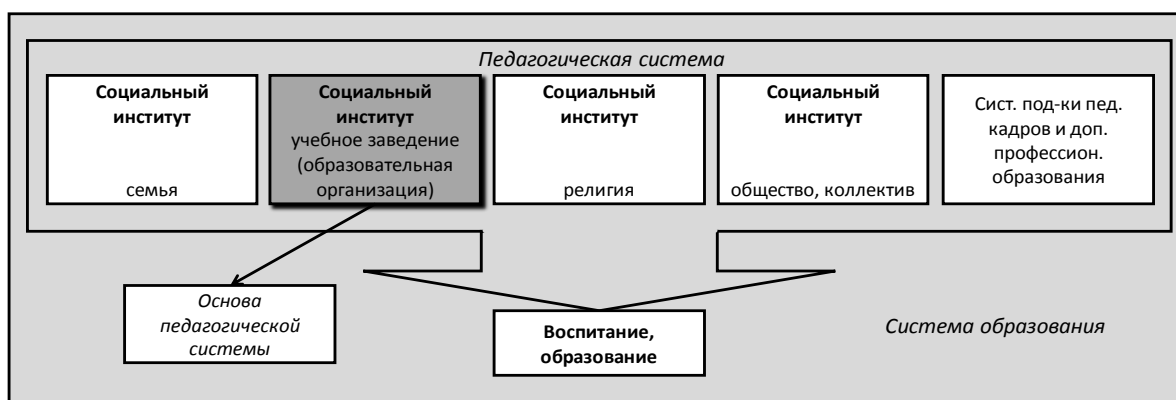 Педагогическая система
Социальный
институт
семья
Социальный
институт
учебное заведение
(образовательная
организация)
Социальный
институт
религия
Социальный
институт
общество, коллектив
Сист. под-ки пед.
кадров и доп.
профессион.
образования
Основа
педагогической
системы
Воспитание,
образование
Система образования